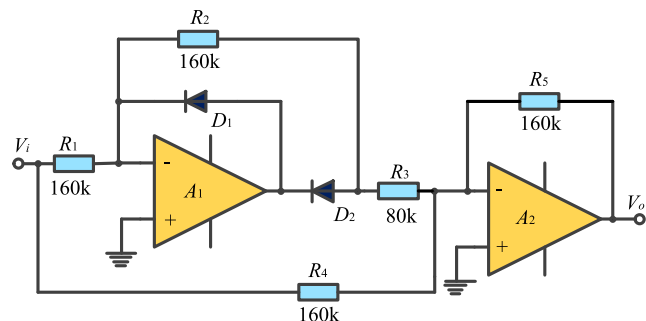 R2
160k
R5
D1
160k
Vi
R1
R3
-
A1
160k
+
D2
80k
-
A2
Vo
+
R4
160k